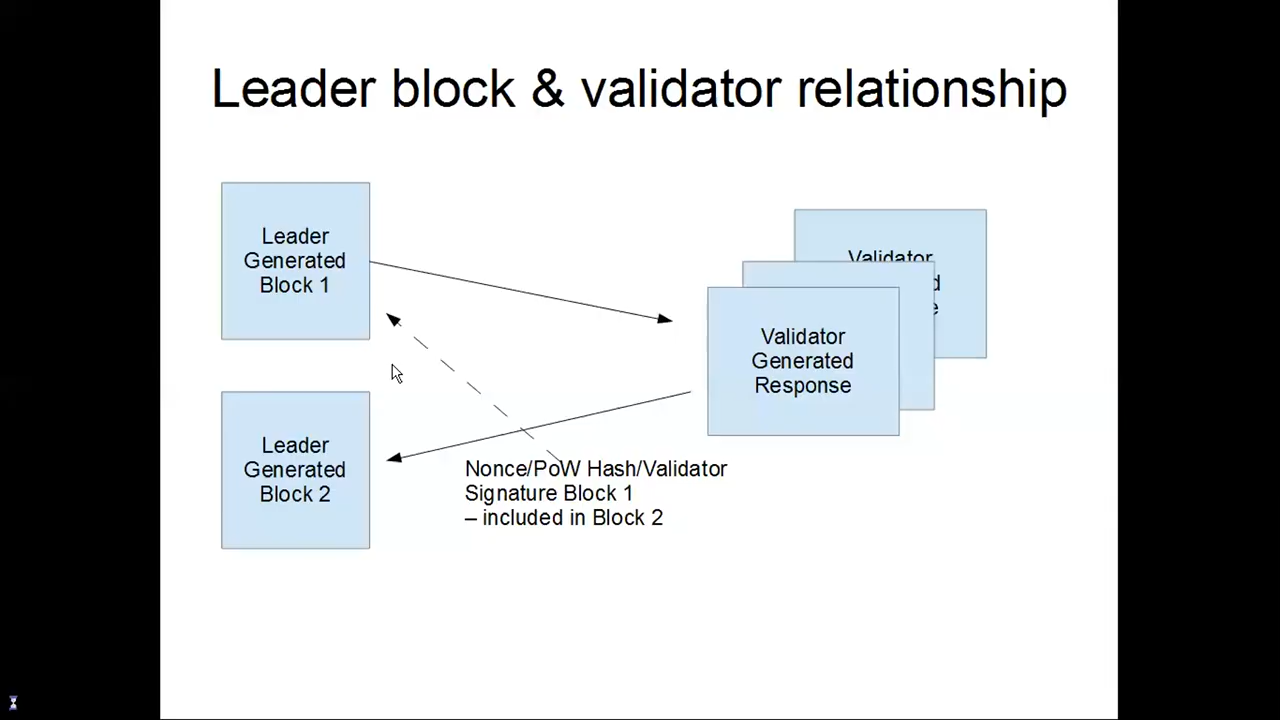 Leader block & validator relationship
Leader
Generated
Block 1
Validator
Validator
Generated
Response
Leader
Generated
Block 2
Nonce/PoW Hash/Validator
Signature Block 1
– included in Block 2